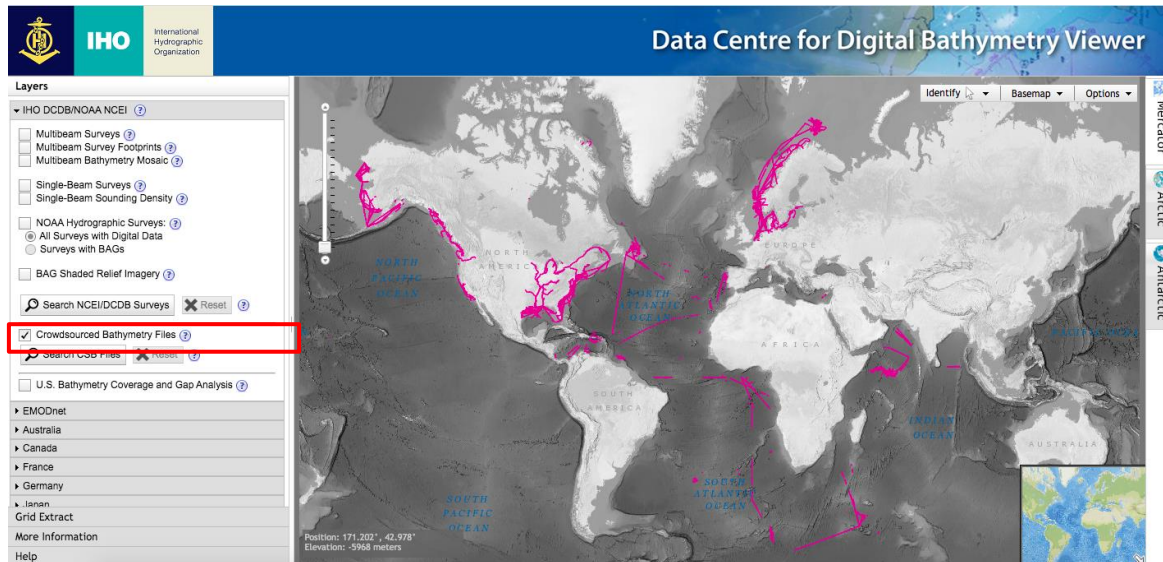 IHO
International
Hydrographic
Organization
Data Centre for Digital Bathymetry Viewer
Layers
IHO DCDB/NOAA NCEI
Multibeam Surveys
Multibeam Survey Footprints
Multibeam Bathymetry Mosaic
Single-Beam Surveys
Single-Beam Sounding Density
NOAA Hydrographic Surveys:
All Surveys with Digital Data
Surveys with BAGs
BAG Shaded Relief Imagery
Search NCEI/DCDB Surveys Reset
Crowdsourced Bathymetry Files
Search CSB Files Reset
U.S. Bathymetry Coverage and Gap Analysis
EMODnet
Australia
Canada
France
Germany
Japan
Grid Extract
More Information
Help
Identify Basemap Options
Mercator
Arctic
Antarctic
NORTH
AMERICA
NORTH
PACIFIC
OCEAN
NORTH
ATLANTIC
OCEAN
EUROPE
AFRICA
SOUTH
AMERICA
INDIAN
OCEAN
AUSTRALIA
SOUTH
ATLANTIC
OCEAN
SOUTH
PACIFIC
OCEAN
Position: 171.202°, 42.978°
Elevation: -5968 meters